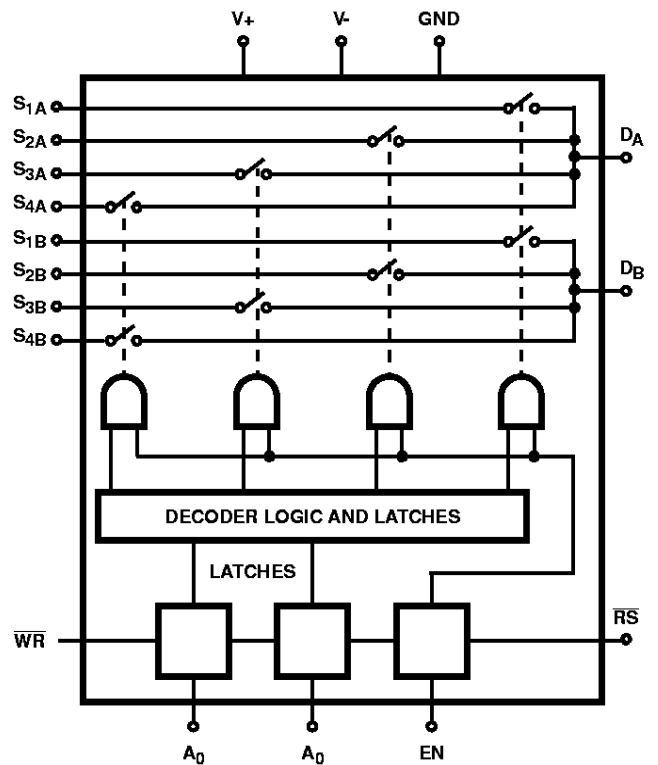 V+ V- GND
S1A
S2A
DA
S3A
S4A
S1B
S2B
DB
S3B
S4B
DECODER LOGIC AND LATCHES
LATCHES
WR
RS
A0 A0 EN